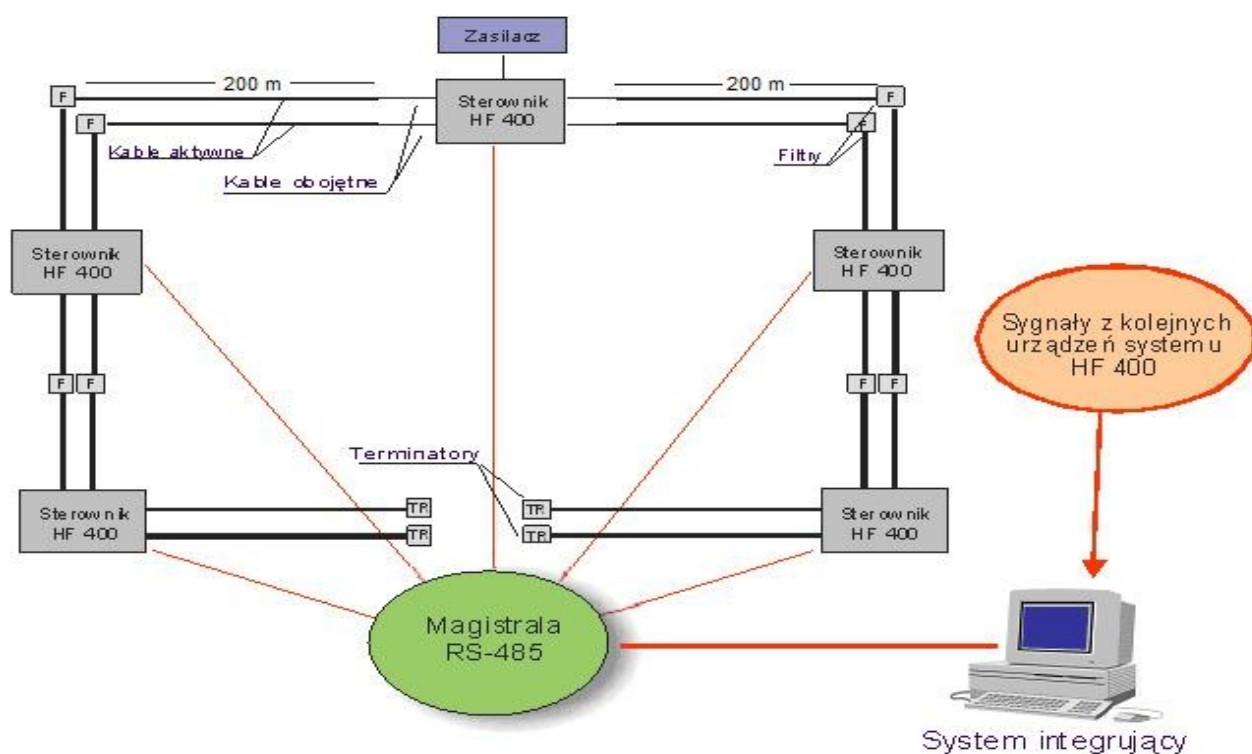 Zasilacz
200 m
200 m
F
Sterownik
HF 400
F
F
F
Kable aktywne
Kable obojętne
Filtry
Sterownik
HF 400
Sterownik
HF 400
Sygnały z kolejnych
urządzeń systemu
HF 400
F
F
F
F
Terminatory
Sterownik
HF 400
TR
TR
TR
TR
Sterownik
HF 400
Magistrala
RS-485
System integrujący